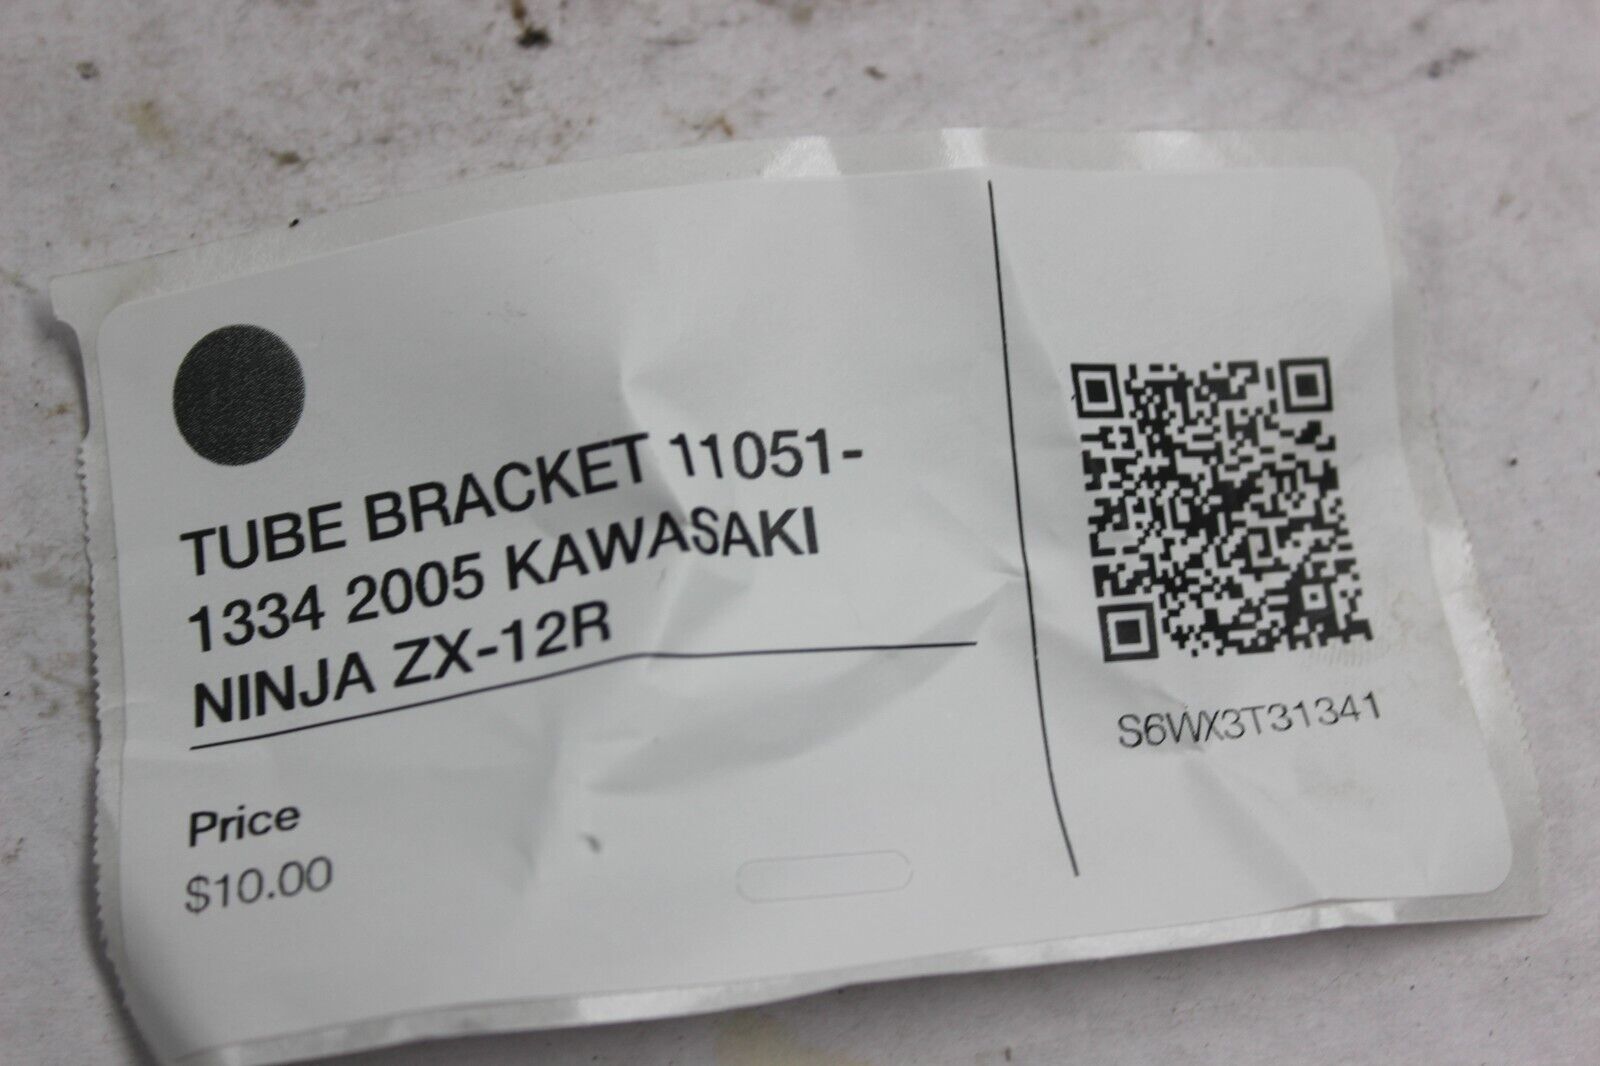 TUBE BRACKET 11051-
1334 2005 KAWASAKI
NINJA ZX-12R
Price
$10.00
S6WX3T31341